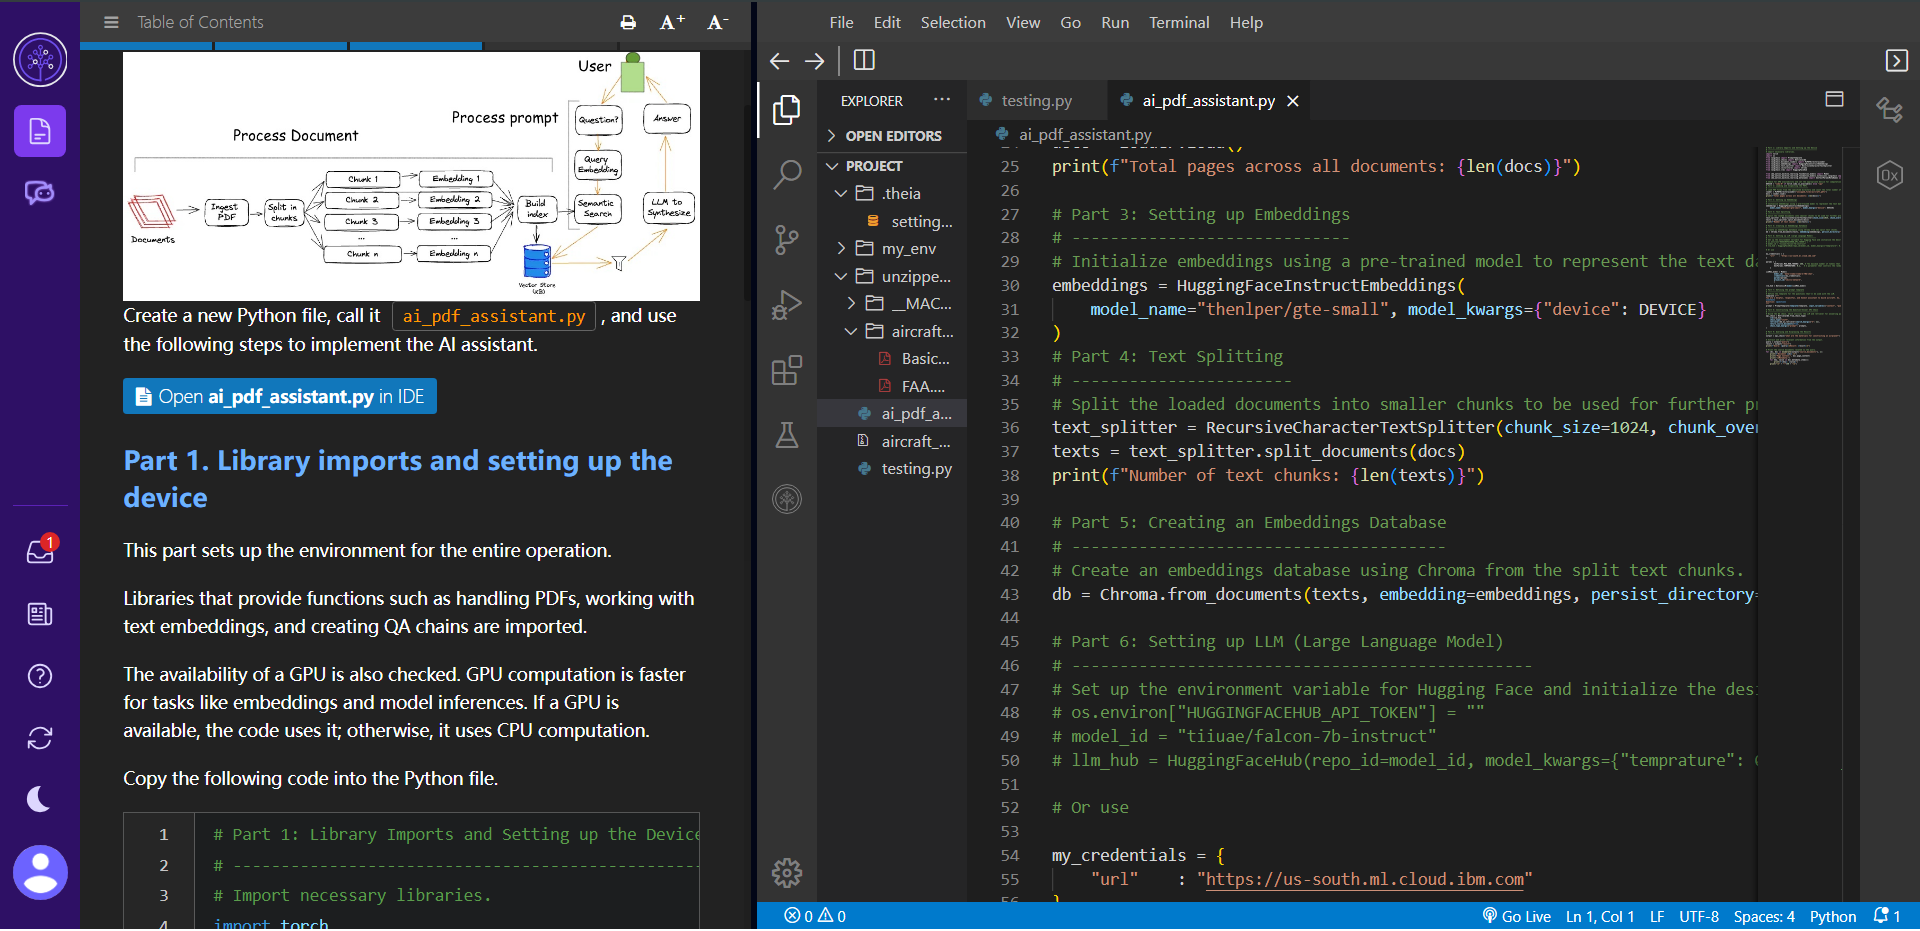 Table of Contents
A+ A-
User
Process Document
Process prompt
Question?
Answer
Query Embedding
Chunk 1
Embedding 1
Chunk 2
Embedding 2
Chunk 3
Embedding 3
...
...
Chunk n
Embedding n
Documents
Ingest PDF
Split in chunks
Build index
Semantic Search
LLM to Synthesize
Vector Store
Create a new Python file, call it ai_pdf_assistant.py , and use
the following steps to implement the AI assistant.
Open ai_pdf_assistant.py in IDE
Part 1. Library imports and setting up the
device
This part sets up the environment for the entire operation.
Libraries that provide functions such as handling PDFs, working with
text embeddings, and creating QA chains are imported.
The availability of a GPU is also checked. GPU computation is faster
for tasks like embeddings and model inferences. If a GPU is
available, the code uses it; otherwise, it uses CPU computation.
Copy the following code into the Python file.
1 # Part 1: Library Imports and Setting up the Device
2 # -------------------------------------------------
3 # Import necessary libraries.
4 import torch
1
File Edit Selection View Go Run Terminal Help
EXPLORER ...
OPEN EDITORS
PROJECT
.theia
setting...
my_env
unzippe...
__MAC...
aircraft...
Basic...
FAA....
ai_pdf_a...
aircraft_...
testing.py
testing.py
ai_pdf_assistant.py
ai_pdf_assistant.py
25 print(f"Total pages across all documents: {len(docs)}")
26
27 # Part 3: Setting up Embeddings
28 # -----------------------------
29 # Initialize embeddings using a pre-trained model to represent the text da
30 embeddings = HuggingFaceInstructEmbeddings(
31 model_name="thenlper/gte-small", model_kwargs={"device": DEVICE}
32 )
33 # Part 4: Text Splitting
34 # -----------------------
35 # Split the loaded documents into smaller chunks to be used for further pr
36 text_splitter = RecursiveCharacterTextSplitter(chunk_size=1024, chunk_over
37 texts = text_splitter.split_documents(docs)
38 print(f"Number of text chunks: {len(texts)}")
39
40 # Part 5: Creating an Embeddings Database
41 # ---------------------------------------
42 # Create an embeddings database using Chroma from the split text chunks.
43 db = Chroma.from_documents(texts, embedding=embeddings, persist_directory=
44
45 # Part 6: Setting up LLM (Large Language Model)
46 # ------------------------------------------------
47 # Set up the environment variable for Hugging Face and initialize the desi
48 # os.environ["HUGGINGFACEHUB_API_TOKEN"] = ""
49 # model_id = "tiiuae/falcon-7b-instruct"
50 # llm_hub = HuggingFaceHub(repo_id=model_id, model_kwargs={"temprature": 0
51
52 # Or use
53
54 my_credentials = {
55 "url" : "https://us-south.ml.cloud.ibm.com"
56 }
0 0
Go Live Ln 1, Col 1 LF UTF-8 Spaces: 4 Python 1